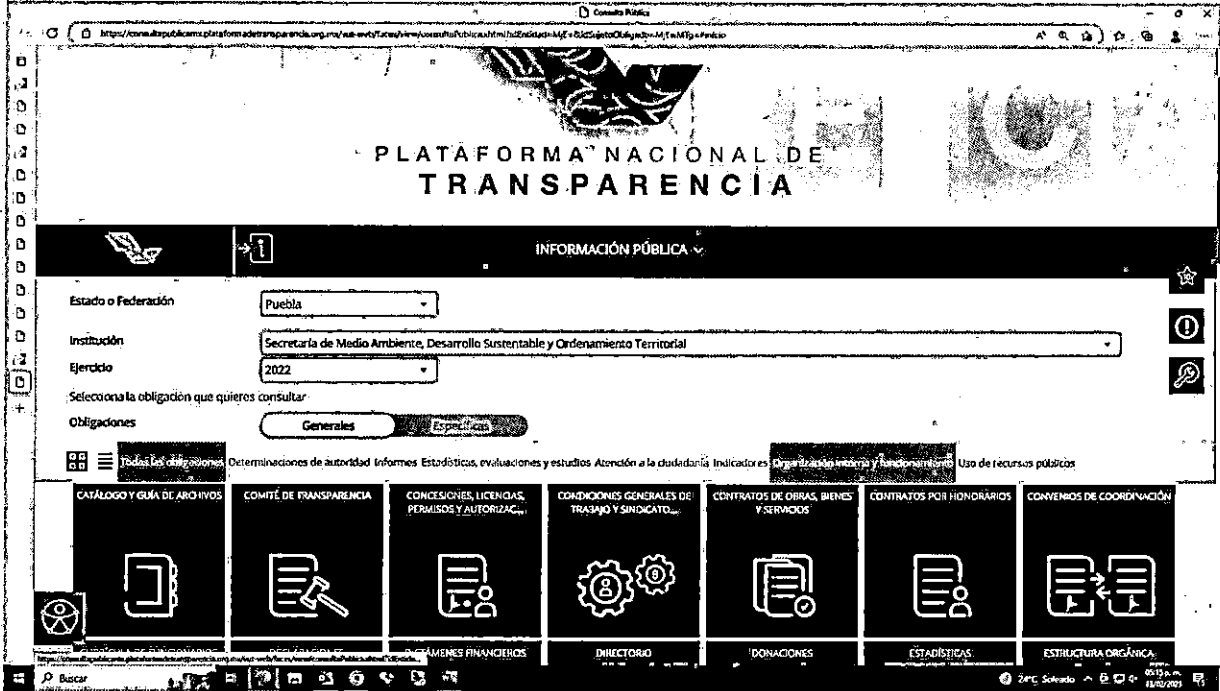 Consulta Pública
PLATAFORMA NACIONAL DE
TRANSPARENCIA
INFORMACIÓN PÚBLICA
Estado o Federación
Puebla
Institución
Secretaría de Medio Ambiente, Desarrollo Sustentable y Ordenamiento Territorial
Ejercicio
2022
Selecciona la obligación que quieres consultar
Obligaciones
Generales
Específicas
Todas las obligaciones Determinaciones de autoridad Informes Estadísticas, evaluaciones y estudios Atención a la ciudadanía Indicadores Organización interna y funcionamiento Uso de recursos públicos
CATÁLOGO Y GUÍA DE ARCHIVOS
COMITÉ DE TRANSPARENCIA
CONCESIONES, LICENCIAS,
PERMISOS Y AUTORIZAC...
CONDICIONES GENERALES DE
TRABAJO Y SINDICATO...
CONTRATOS DE OBRAS, BIENES
Y SERVICIOS
CONTRATOS POR HONORARIOS
CONVENIOS DE COORDINACIÓN
DICTÁMENES FINANCIEROS
DIRECTORIO
DONACIONES
ESTADÍSTICAS
ESTRUCTURA ORGÁNICA
Buscar
24°C Soleado
05:15 p. m.